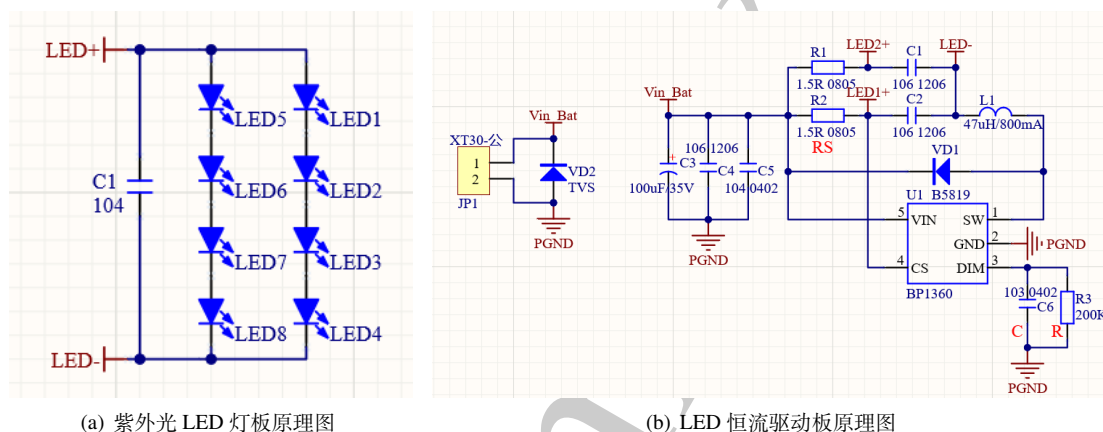 LED+
LED5
LED1
LED6
LED2
C1
104
LED7
LED3
LED8
LED4
LED-
(a) 紫外光 LED 灯板原理图
XT30-公
1
2
JP1
Vin_Bat
VD2
TVS
PGND
Vin_Bat
C3
100uF/35V
106 1206
C4
C5
104 0402
PGND
R1
1.5R 0805
LED2+
C1
106 1206
LED-
R2
1.5R 0805
RS
LED1+
C2
106 1206
L1
47uH/800mA
VD1
B5819
U1
5 VIN
SW 1
GND 2
PGND
4 CS
DIM 3
BP1360
103 0402
C6
C
R3
200K
R
PGND
(b) LED 恒流驱动板原理图